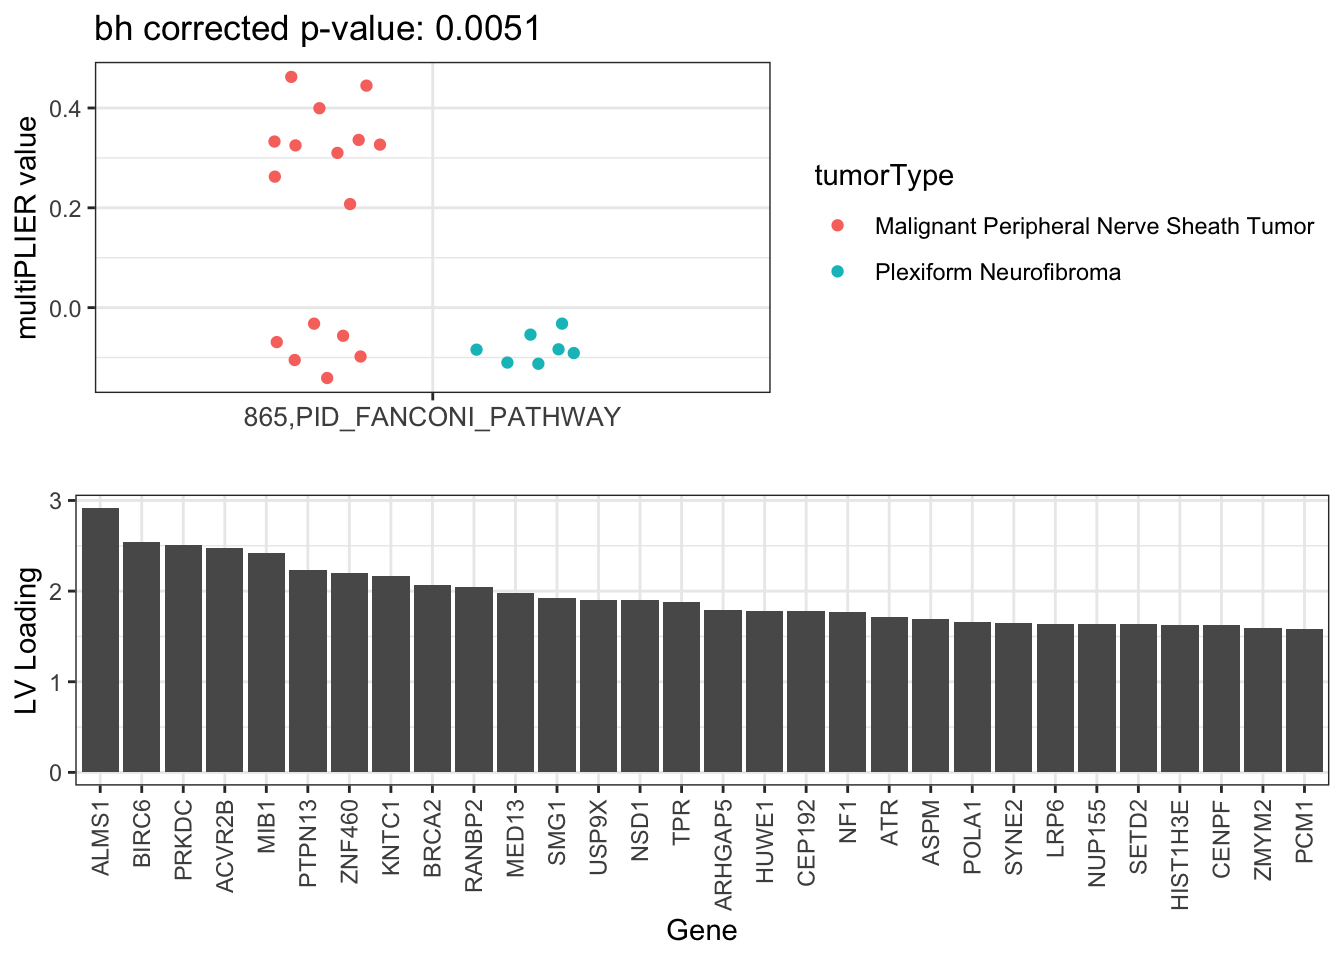 bh corrected p-value: 0.0051
multiPLIER value
0.4
0.2
0.0
865,PID_FANCONI_PATHWAY
tumorType
Malignant Peripheral Nerve Sheath Tumor
Plexiform Neurofibroma
LV Loading
3
2
1
0
ALMS1
BIRC6
PRKDC
ACVR2B
MIB1
PTPN13
ZNF460
KNTC1
BRCA2
RANBP2
MED13
SMG1
USP9X
NSD1
TPR
ARHGAP5
HUWE1
CEP192
NF1
ATR
ASPM
POLA1
SYNE2
LRP6
NUP155
SETD2
HIST1H3E
CENPF
ZMYM2
PCM1
Gene